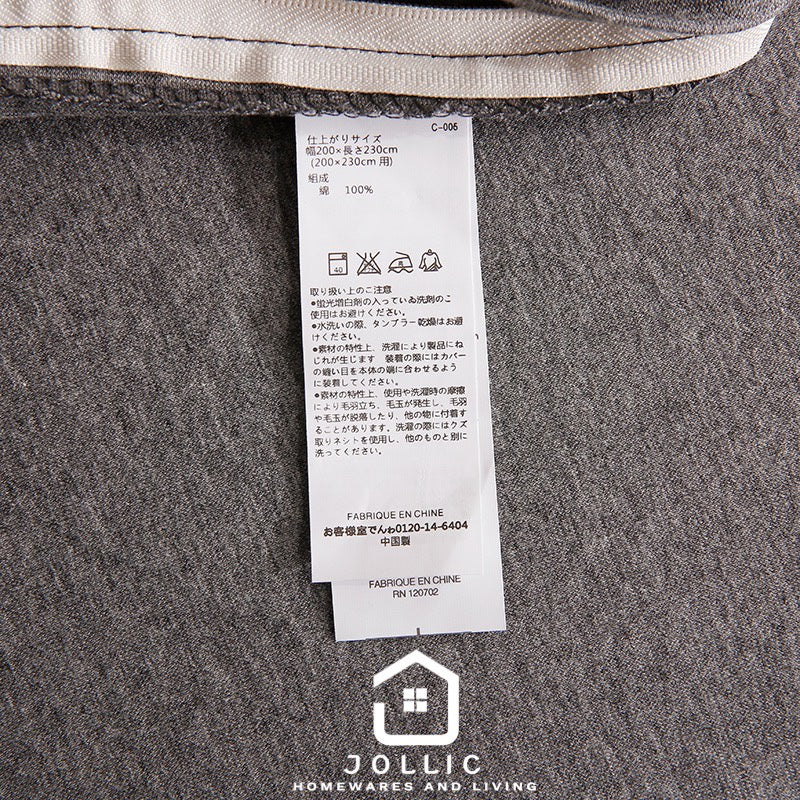 C-005
仕上がりサイズ
幅200×長さ230cm
(200×230cm 用)
組成
綿 100%
40
取り扱い上のご注意
●蛍光増白剤の入っていゐ洗剤のご
使用はお避けください。
●水洗いの際、タンブラー乾燥はお避
けください。
●素材の特性上、洗濯により製品にね
じれが生じます 装着の際にはカバー
の縫い目を本体の端に合わせるよう
に装着してください。
●素材の特性上、使用や洗濯時の摩擦
により毛羽立ち、毛玉が発生し、毛羽
や毛玉が脱落したり、他の物に付着す
ることがあります。洗濯の際にはクズ
取りネットを使用し、他のものと別に
洗ってください。
FABRIQUE EN CHINE
お客様室でんゎ0120-14-6404
中国製
FABRIQUE EN CHINE
RN 120702
JOLLIC
HOMEWARES AND LIVING